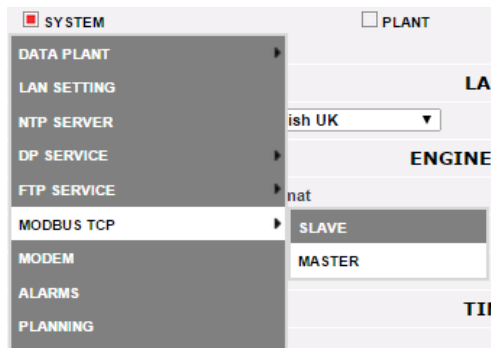 SYSTEM PLANT
DATA PLANT
LAN SETTING LA
NTP SERVER ish UK
DP SERVICE ENGINE
FTP SERVICE nat
MODBUS TCP SLAVE
MODEM MASTER
ALARMS TI
PLANNING